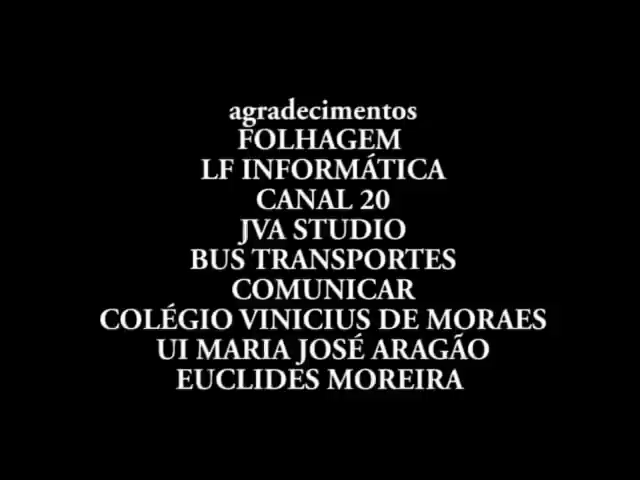 agradecimentos
FOLHAGEM
LF INFORMÁTICA
CANAL 20
JVA STUDIO
BUS TRANSPORTES
COMUNICAR
COLÉGIO VINICIUS DE MORAES
UI MARIA JOSÉ ARAGÃO
EUCLIDES MOREIRA